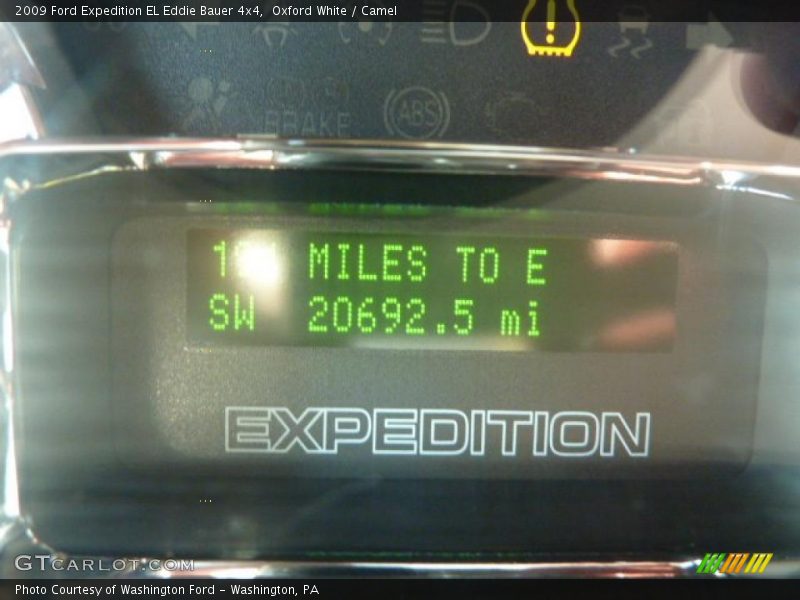 2009 Ford Expedition EL Eddie Bauer 4x4, Oxford White / Camel
BRAKE
ABS
MILES TO E
SW 20692.5 mi
EXPEDITION
GTCARLOT.COM
Photo Courtesy of Washington Ford - Washington, PA